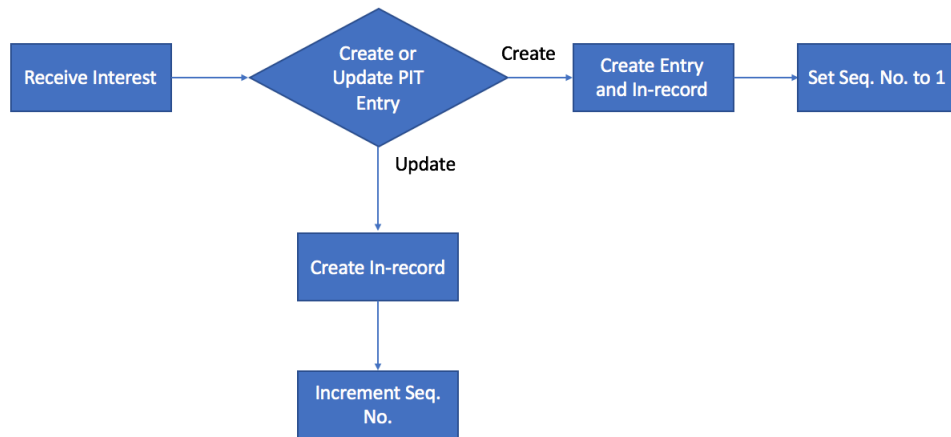 Receive Interest
Create or
Update PIT
Entry
Create
Create Entry
and In-record
Set Seq. No. to 1
Update
Create In-record
Increment Seq.
No.